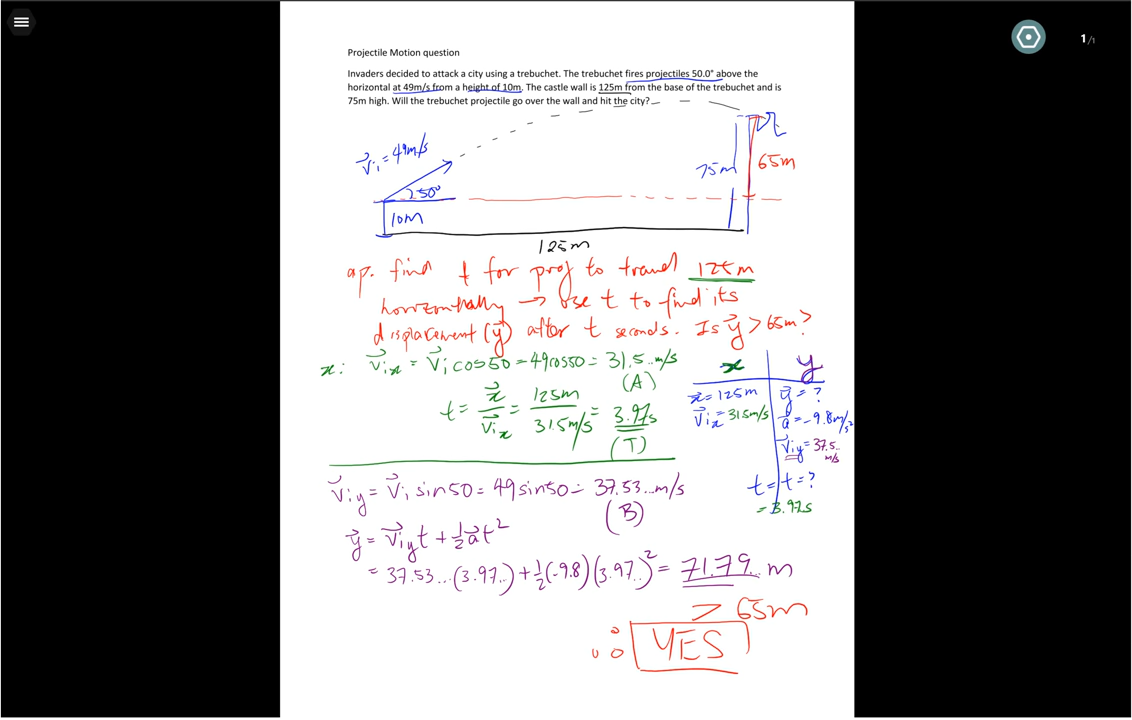 1/1
Projectile Motion question
Invaders decided to attack a city using a trebuchet. The trebuchet fires projectiles 50.0° above the
horizontal at 49m/s from a height of 10m. The castle wall is 125m from the base of the trebuchet and is
75m high. Will the trebuchet projectile go over the wall and hit the city?
v⃗i = 49m/s
75m
65m
∠50°
10m
125m
ap. find t for proj to travel 125m
horizontally → use t to find its
displacement (y⃗) after t seconds. Is y⃗ > 65m?
x: v⃗ix = v⃗i cos50 = 49cos50 = 31.5..m/s
(A)
t = x⃗/v⃗ix = 125m/31.5m/s = 3.97s
(T)
x y
x⃗ = 125m y⃗ = ?
v⃗ix = 31.5m/s a⃗ = -9.8m/s²
v⃗iy = 37.5.. m/s
t = t = ?
= 3.97s
v⃗iy = v⃗i sin50 = 49sin50 = 37.53...m/s
(B)
y⃗ = v⃗iy t + ½a⃗t²
= 37.53...(3.97..) + ½(-9.8)(3.97..)² = 71.79.. m
> 65m
∴ YES